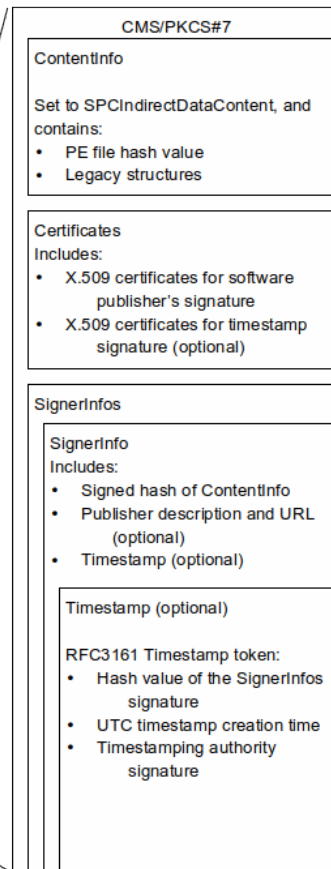 CMS/PKCS#7
ContentInfo
Set to SPCIndirectDataContent, and
contains:
• PE file hash value
• Legacy structures
Certificates
Includes:
• X.509 certificates for software
publisher's signature
• X.509 certificates for timestamp
signature (optional)
SignerInfos
SignerInfo
Includes:
• Signed hash of ContentInfo
• Publisher description and URL
(optional)
• Timestamp (optional)
Timestamp (optional)
RFC3161 Timestamp token:
• Hash value of the SignerInfos
signature
• UTC timestamp creation time
• Timestamping authority
signature